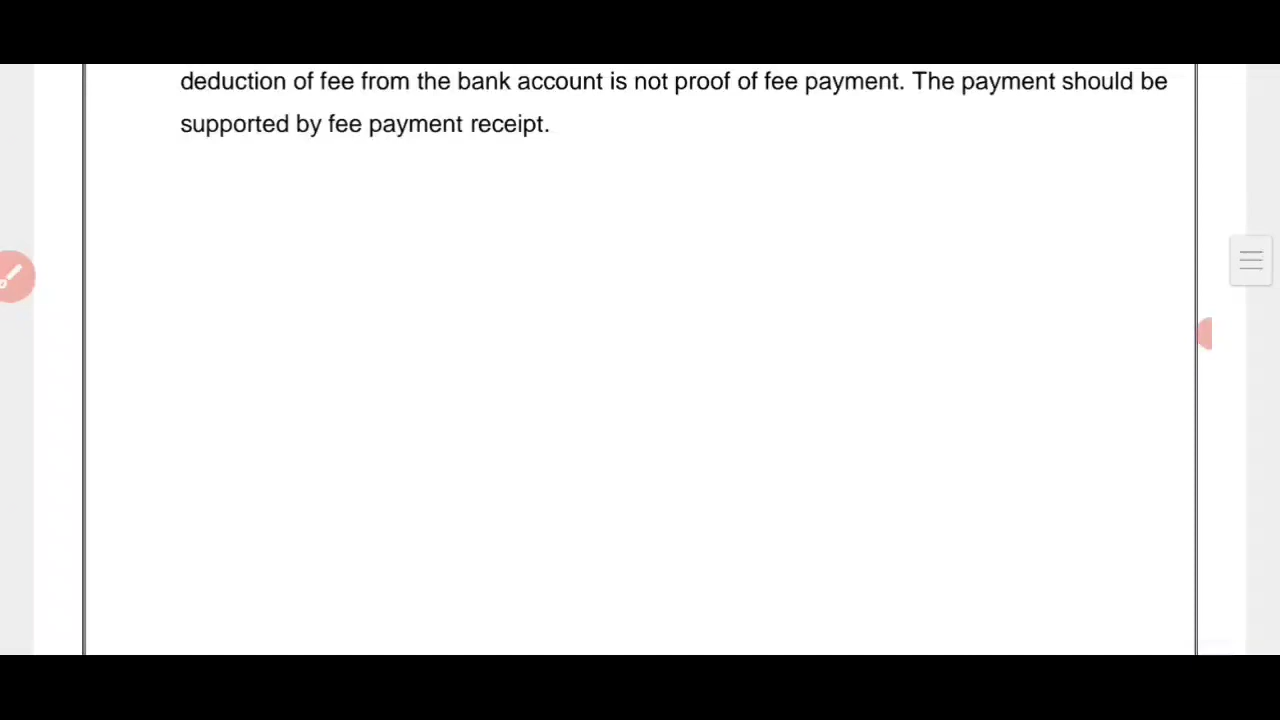 deduction of fee from the bank account is not proof of fee payment. The payment should be
supported by fee payment receipt.